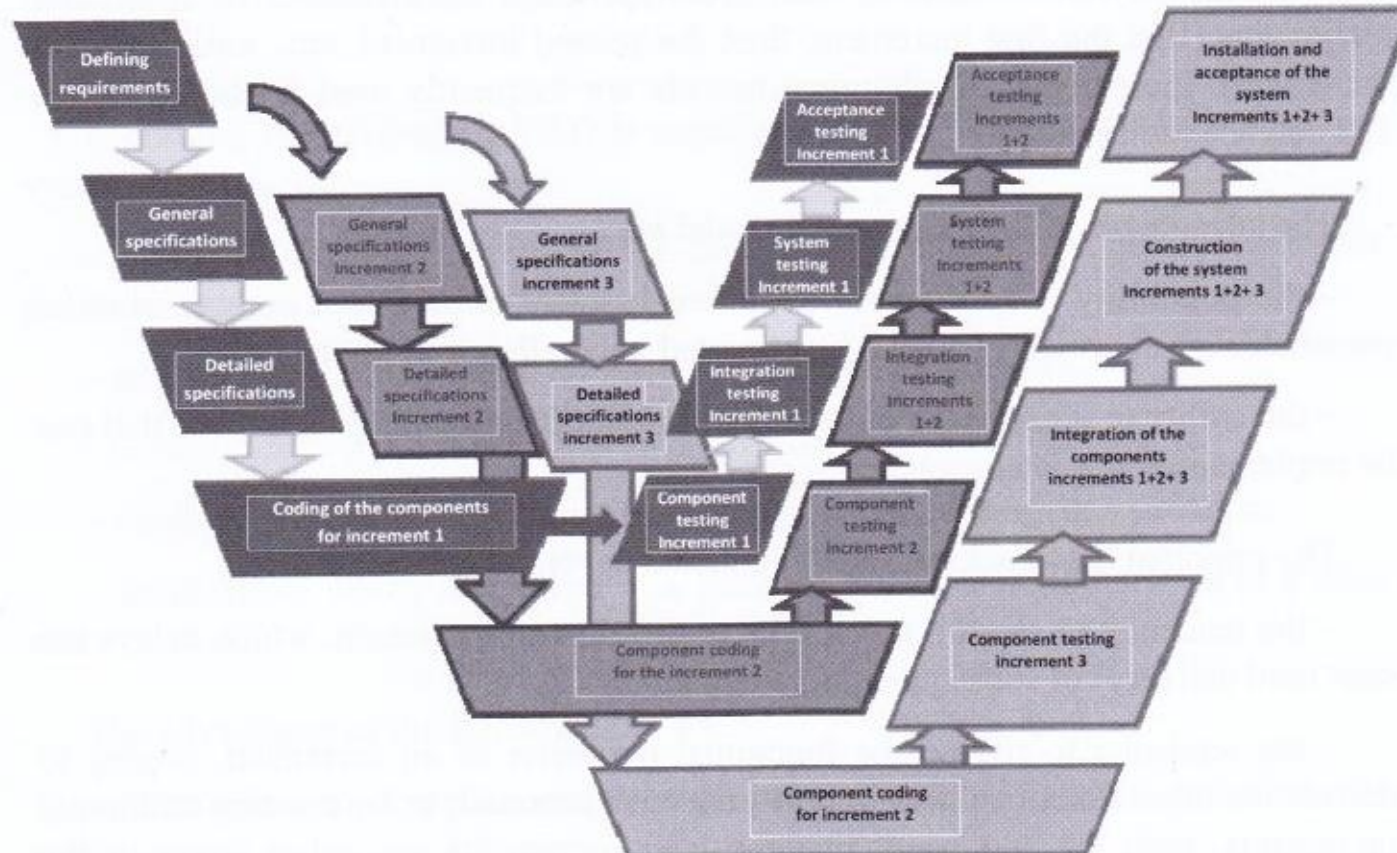 Defining
requirements
General
specifications
Detailed
specifications
Coding of the components
for increment 1
General
specifications
Increment 2
Detailed
specifications
Increment 2
Component coding
for the increment 2
General
specifications
increment 3
Detailed
specifications
increment 3
Component coding
for increment 2
Acceptance
testing
Increment 1
System
testing
Increment 1
Integration
testing
Increment 1
Component
testing
Increment 1
Acceptance
testing
Increments
1+2
System
testing
Increments
1+2
Integration
testing
Increments
1+2
Component
testing
Increment 2
Installation and
acceptance of the
system
Increments 1+2+ 3
Construction
of the system
Increments 1+2+ 3
Integration of the
components
increments 1+2+ 3
Component testing
increment 3